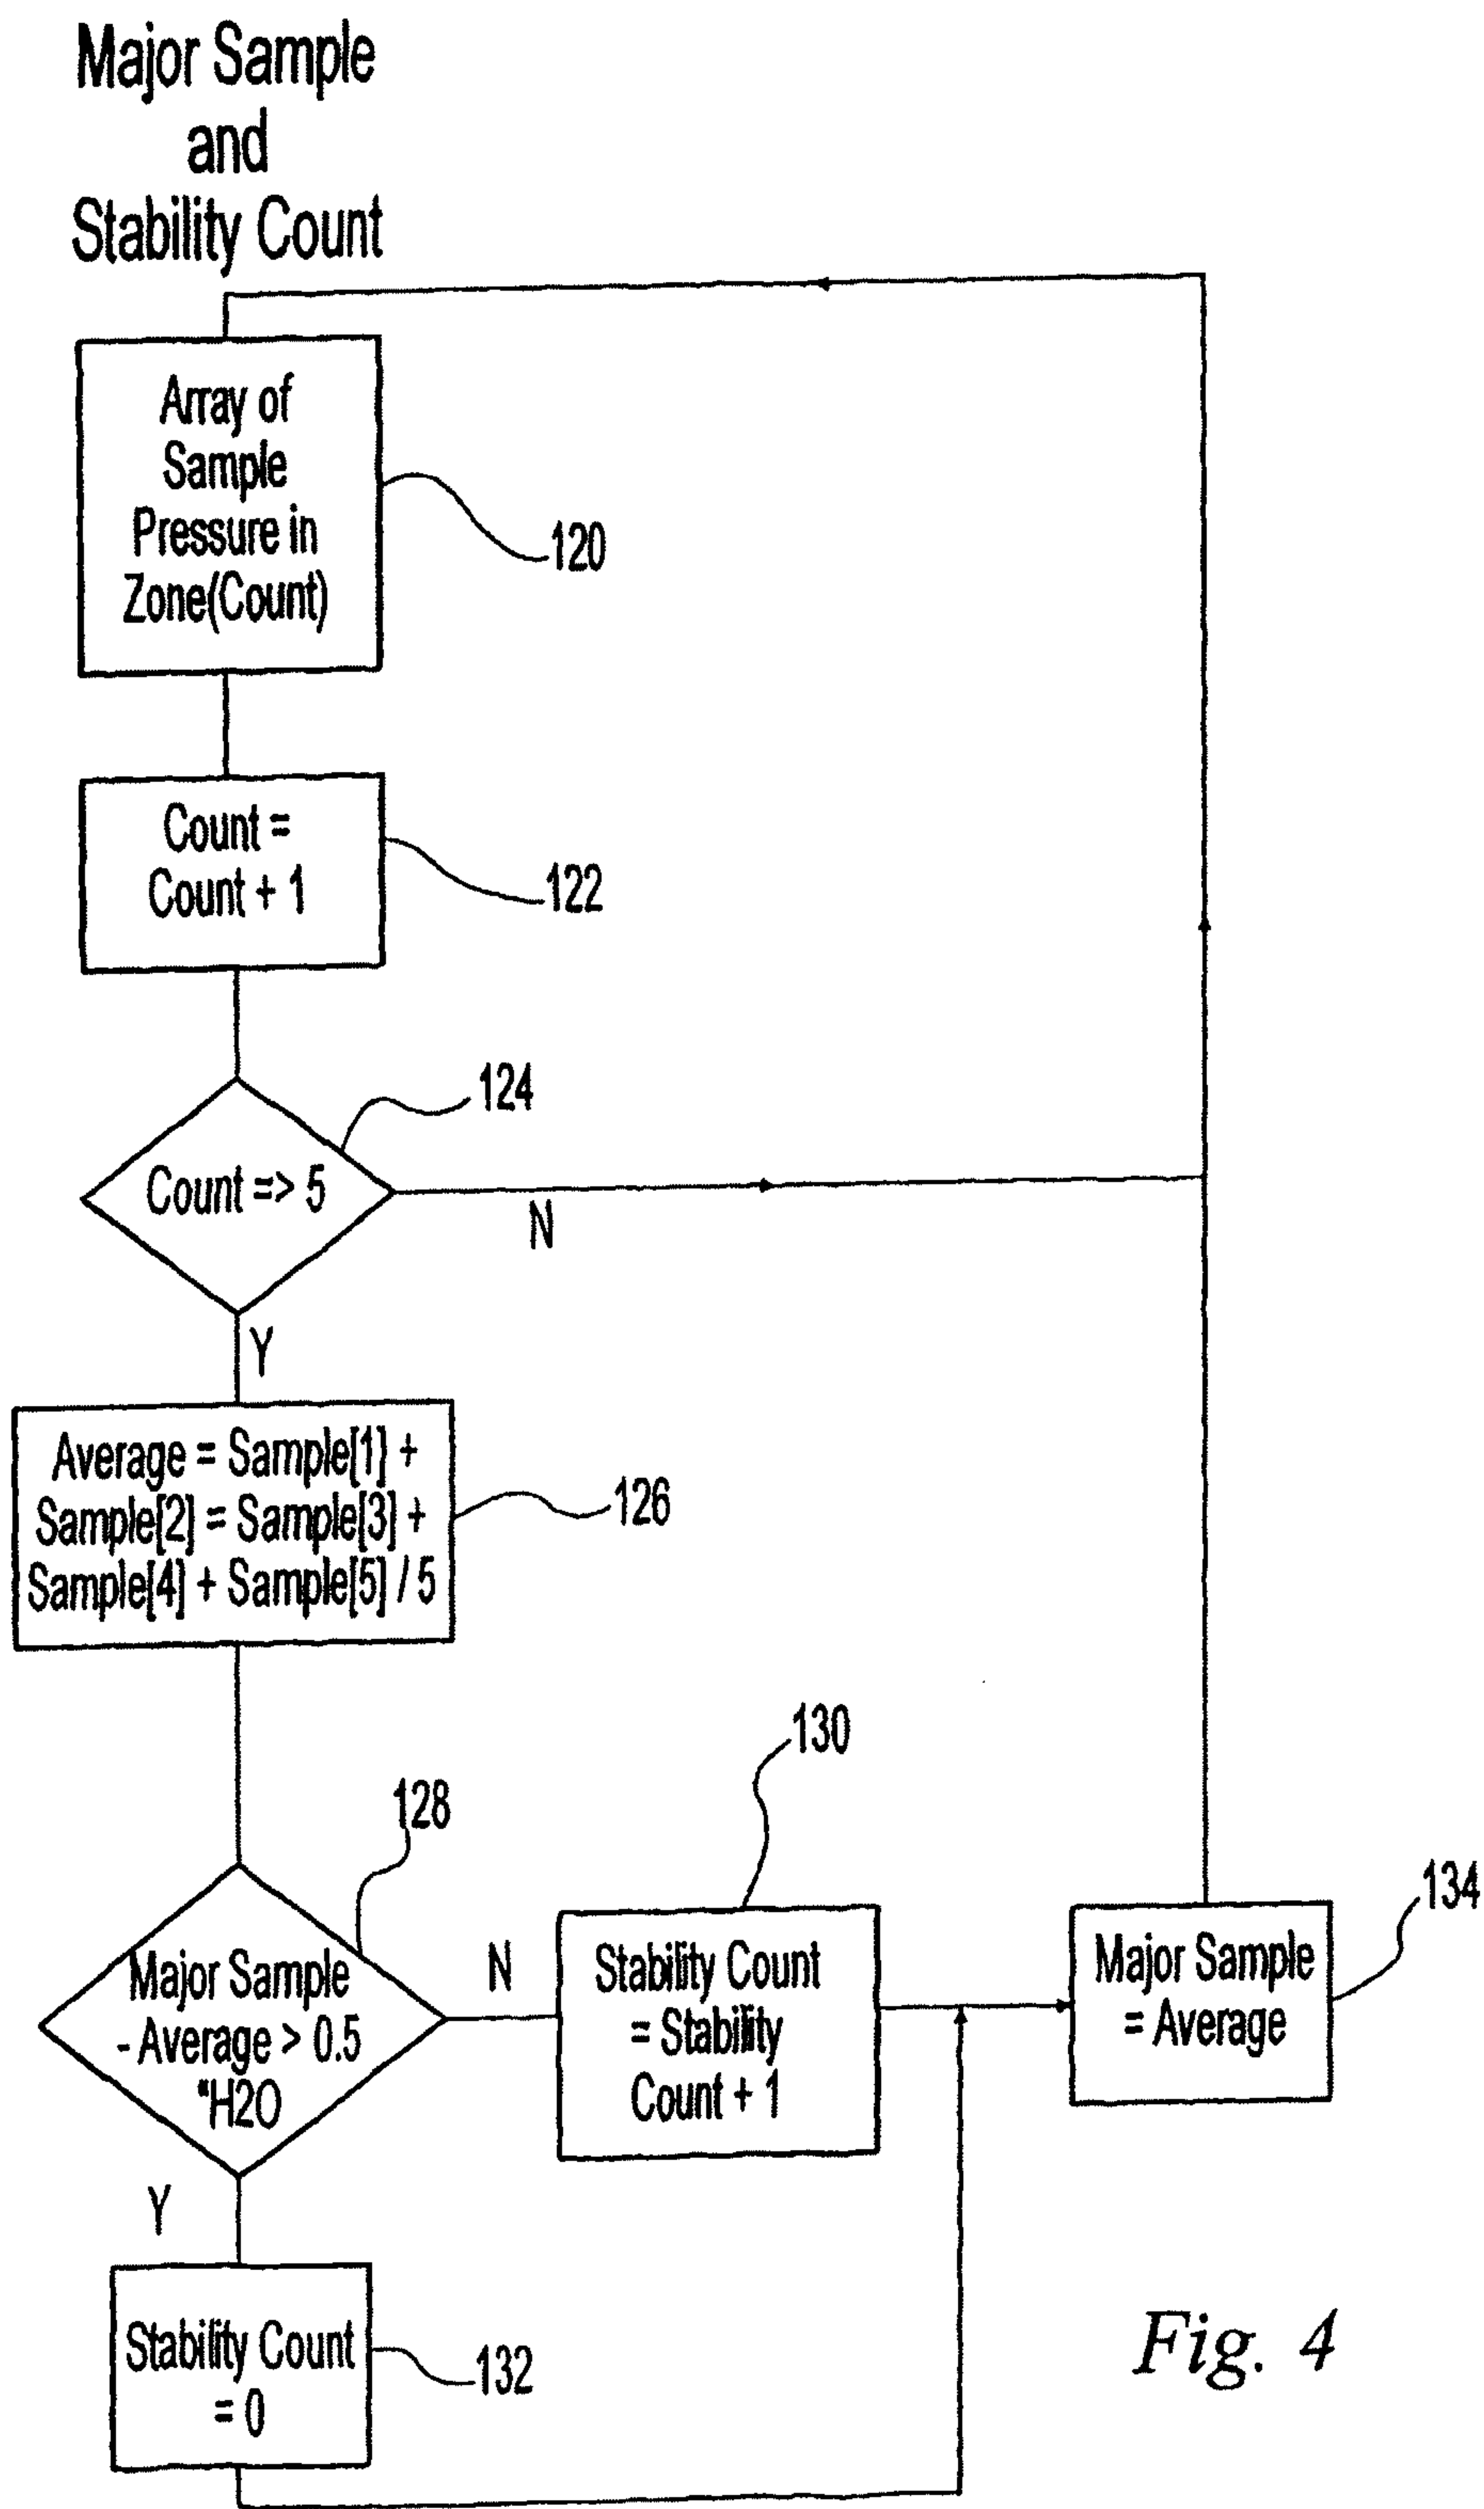 Major Sample
and
Stability Count
Array of
Sample
Pressure in
Zone(Count)
120
Count =
Count + 1
122
124
Count => 5
N
Y
Average = Sample[1] +
Sample[2] = Sample[3] +
Sample[4] + Sample[5] / 5
126
128
Major Sample
- Average > 0.5
"H2O
N
130
Stability Count
= Stability
Count + 1
134
Major Sample
= Average
Y
Stability Count
= 0
132
Fig. 4